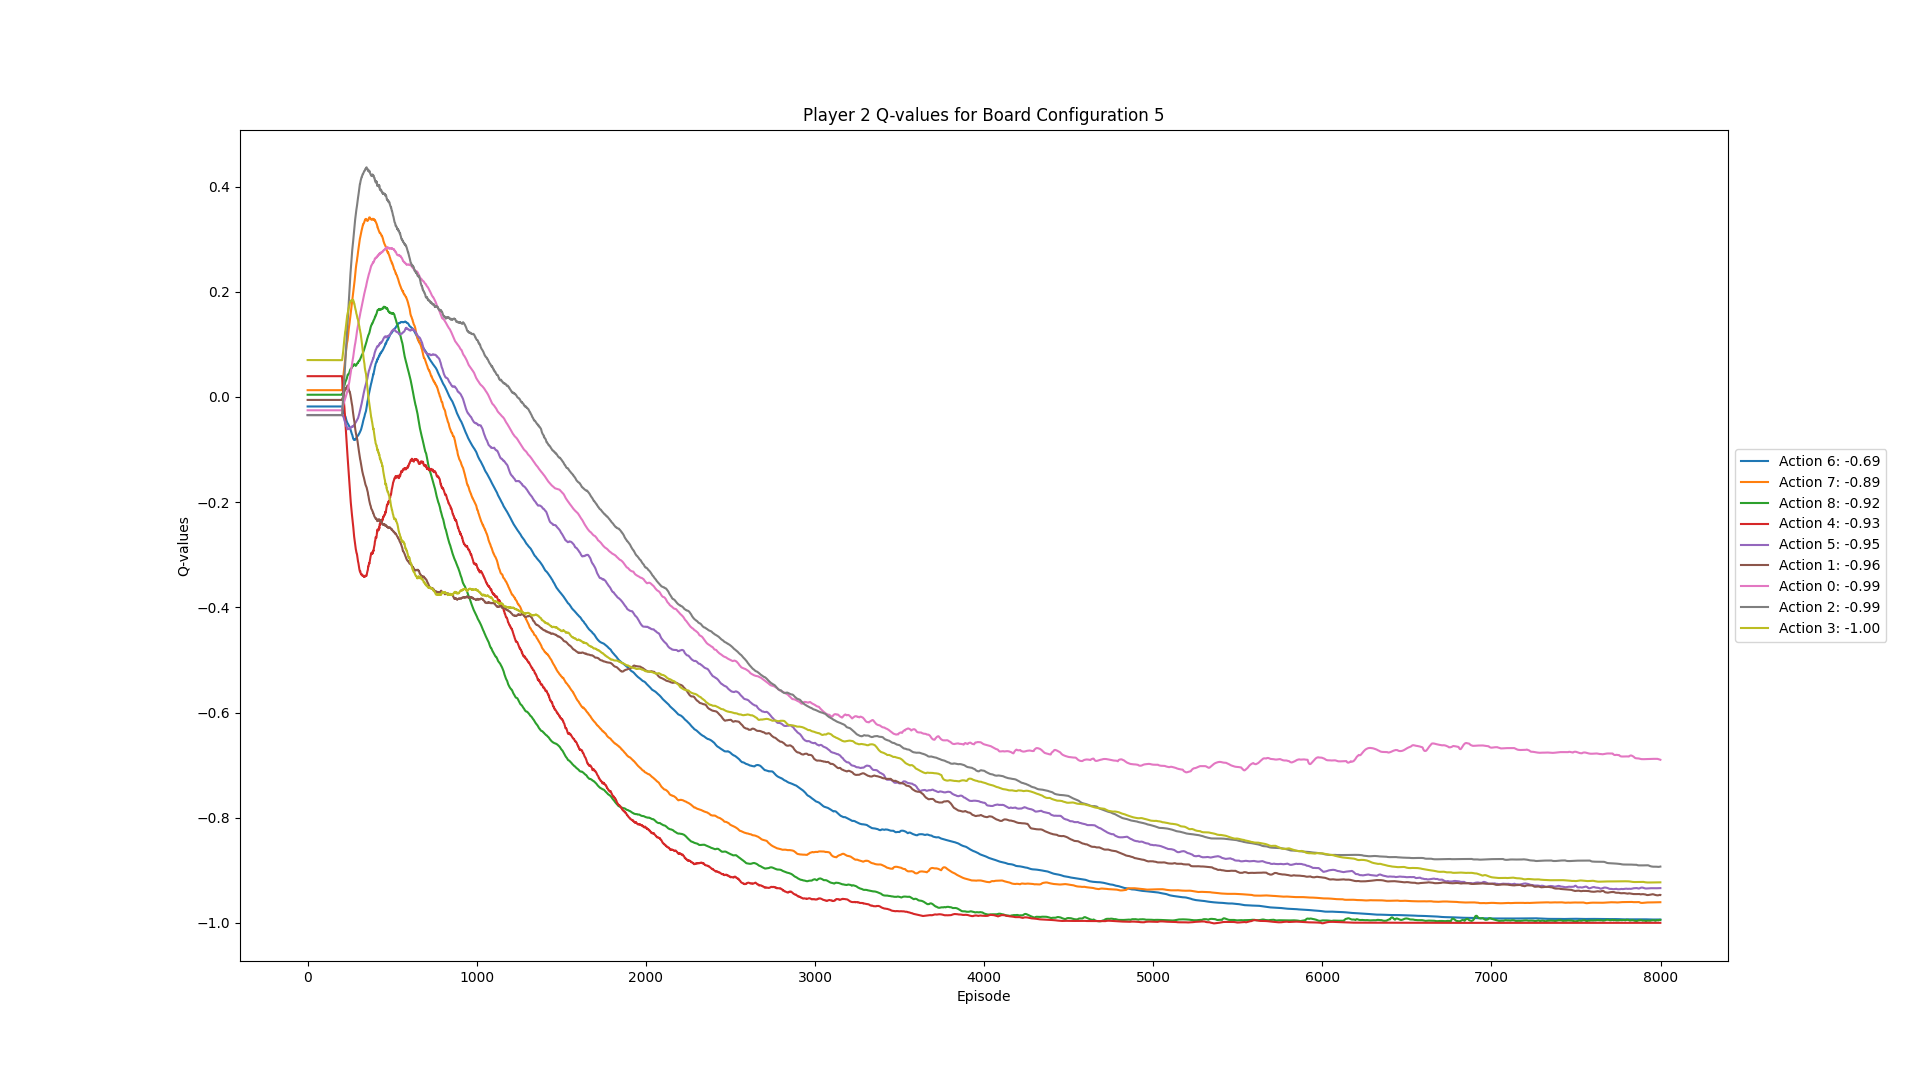 Player 2 Q-values for Board Configuration 5
0.4
0.2
0.0
−0.2
−0.4
−0.6
−0.8
−1.0
Q-values
0 1000 2000 3000 4000 5000 6000 7000 8000
Episode
Action 6: -0.69
Action 7: -0.89
Action 8: -0.92
Action 4: -0.93
Action 5: -0.95
Action 1: -0.96
Action 0: -0.99
Action 2: -0.99
Action 3: -1.00